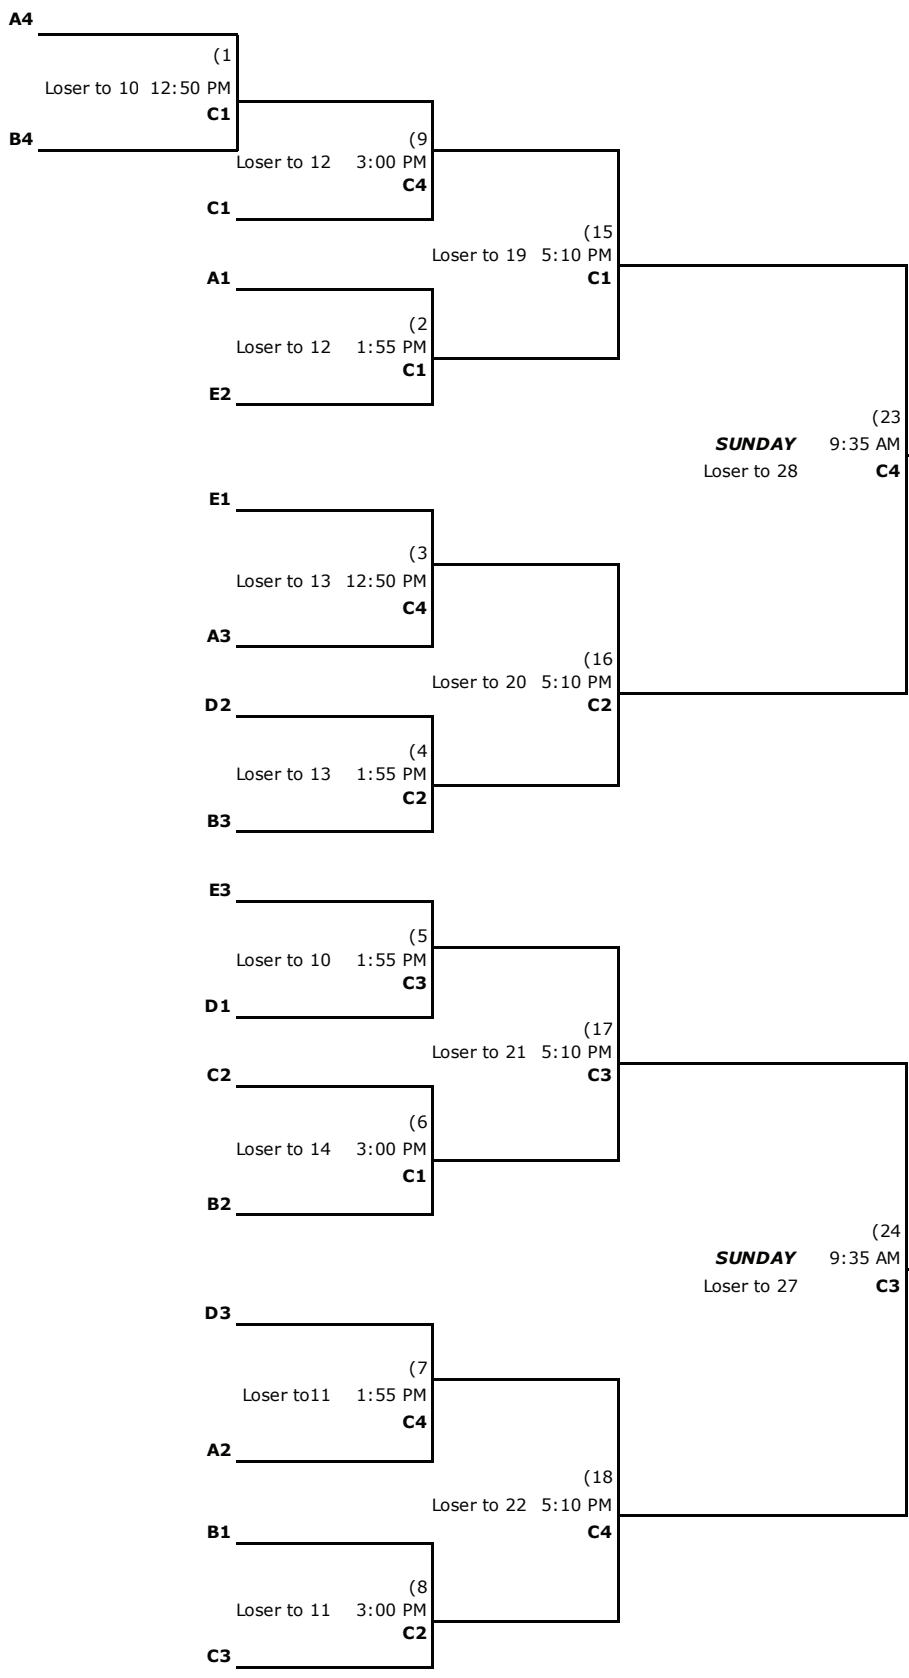 A4
(1
Loser to 10 12:50 PM
C1
B4
(9
Loser to 12 3:00 PM
C4
C1
(15
Loser to 19 5:10 PM
C1
A1
(2
Loser to 12 1:55 PM
C1
E2
(23
SUNDAY 9:35 AM
Loser to 28 C4
E1
(3
Loser to 13 12:50 PM
C4
A3
(16
Loser to 20 5:10 PM
C2
D2
(4
Loser to 13 1:55 PM
C2
B3
E3
(5
Loser to 10 1:55 PM
C3
D1
(17
Loser to 21 5:10 PM
C3
C2
(6
Loser to 14 3:00 PM
C1
B2
(24
SUNDAY 9:35 AM
Loser to 27 C3
D3
(7
Loser to11 1:55 PM
C4
A2
(18
Loser to 22 5:10 PM
C4
B1
(8
Loser to 11 3:00 PM
C2
C3